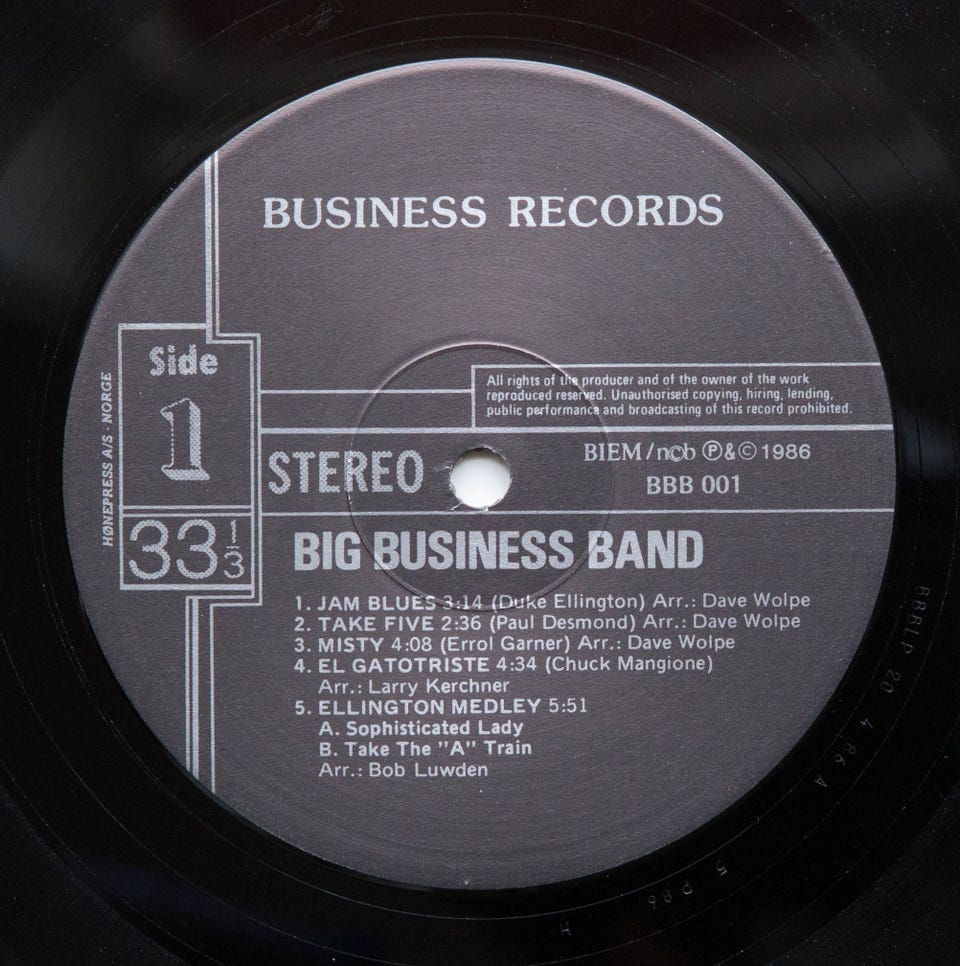 BUSINESS RECORDS
Side
1
33 1/3
HØNEPRESS A/S · NORGE
All rights of the producer and of the owner of the work
reproduced reserved. Unauthorised copying, hiring, lending,
public performance and broadcasting of this record prohibited.
STEREO
BIEM/n©b ℗&© 1986
BBB 001
BIG BUSINESS BAND
1. JAM BLUES 3:14 (Duke Ellington) Arr.: Dave Wolpe
2. TAKE FIVE 2:36 (Paul Desmond) Arr.: Dave Wolpe
3. MISTY 4:08 (Errol Garner) Arr.: Dave Wolpe
4. EL GATOTRISTE 4:34 (Chuck Mangione)
Arr.: Larry Kerchner
5. ELLINGTON MEDLEY 5:51
A. Sophisticated Lady
B. Take The "A" Train
Arr.: Bob Luwden